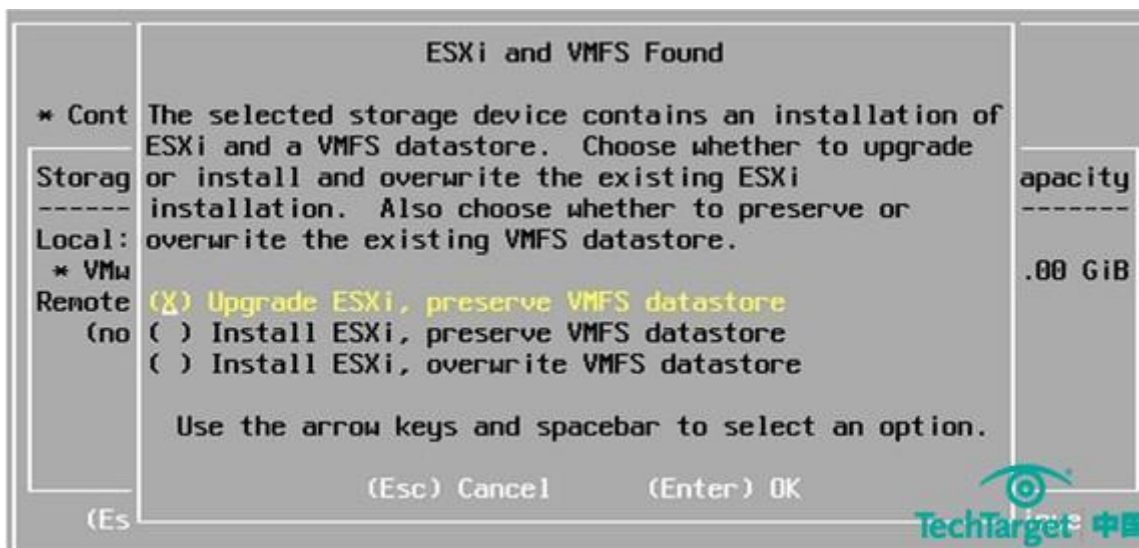 ESXi and VMFS Found
* Cont
The selected storage device contains an installation of
ESXi and a VMFS datastore. Choose whether to upgrade
or install and overwrite the existing ESXi
installation. Also choose whether to preserve or
overwrite the existing VMFS datastore.
Storag
apacity
------
-------
Local:
* VMw
.00 GiB
Remote
(no
(X) Upgrade ESXi, preserve VMFS datastore
( ) Install ESXi, preserve VMFS datastore
( ) Install ESXi, overwrite VMFS datastore
Use the arrow keys and spacebar to select an option.
(Esc) Cancel (Enter) OK
(Es
TechTarget 中国